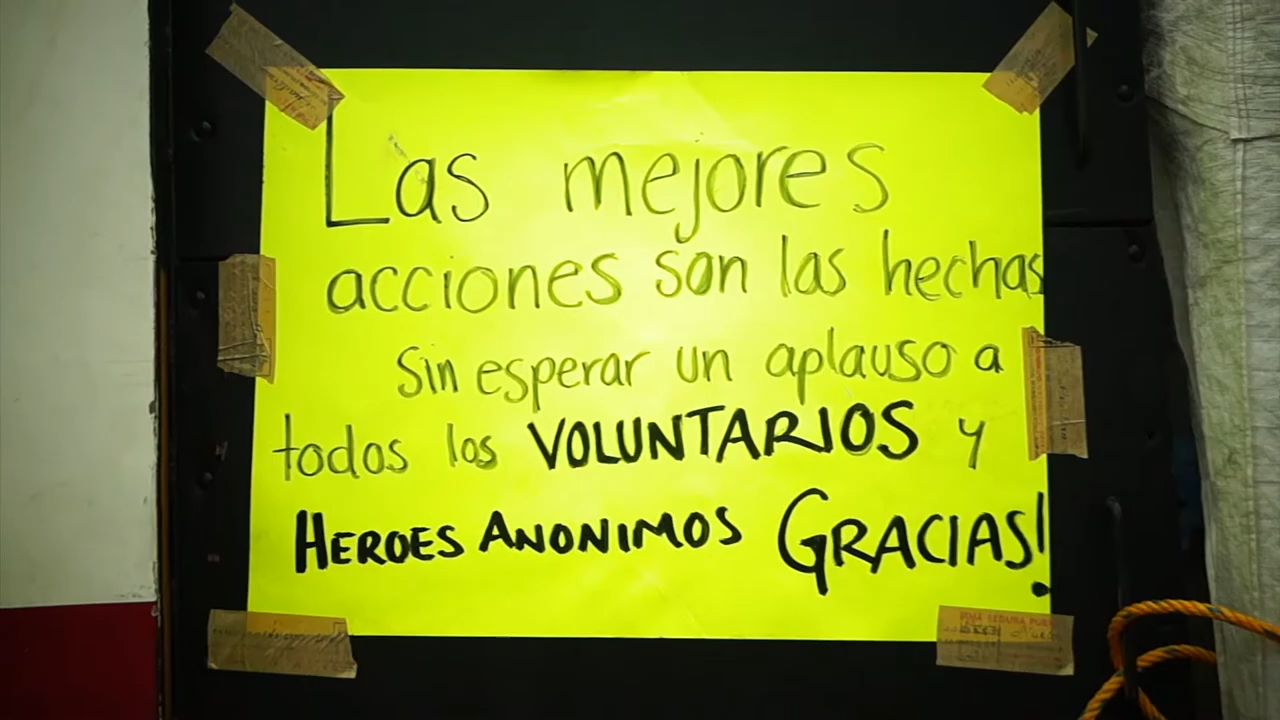 Las mejores
acciones son las hechas
sin esperar un aplauso a
todos los VOLUNTARIOS y
HEROES ANONIMOS GRACIAS!